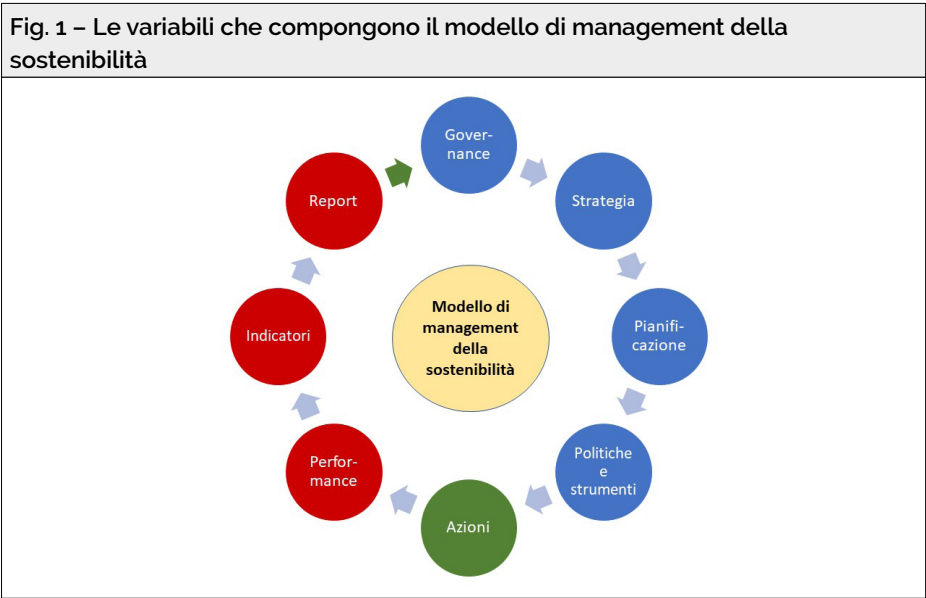 Fig. 1 – Le variabili che compongono il modello di management della
sostenibilità
Gover-
nance
Strategia
Pianifi-
cazione
Politiche
e
strumenti
Azioni
Perfor-
mance
Indicatori
Report
Modello di
management
della
sostenibilità